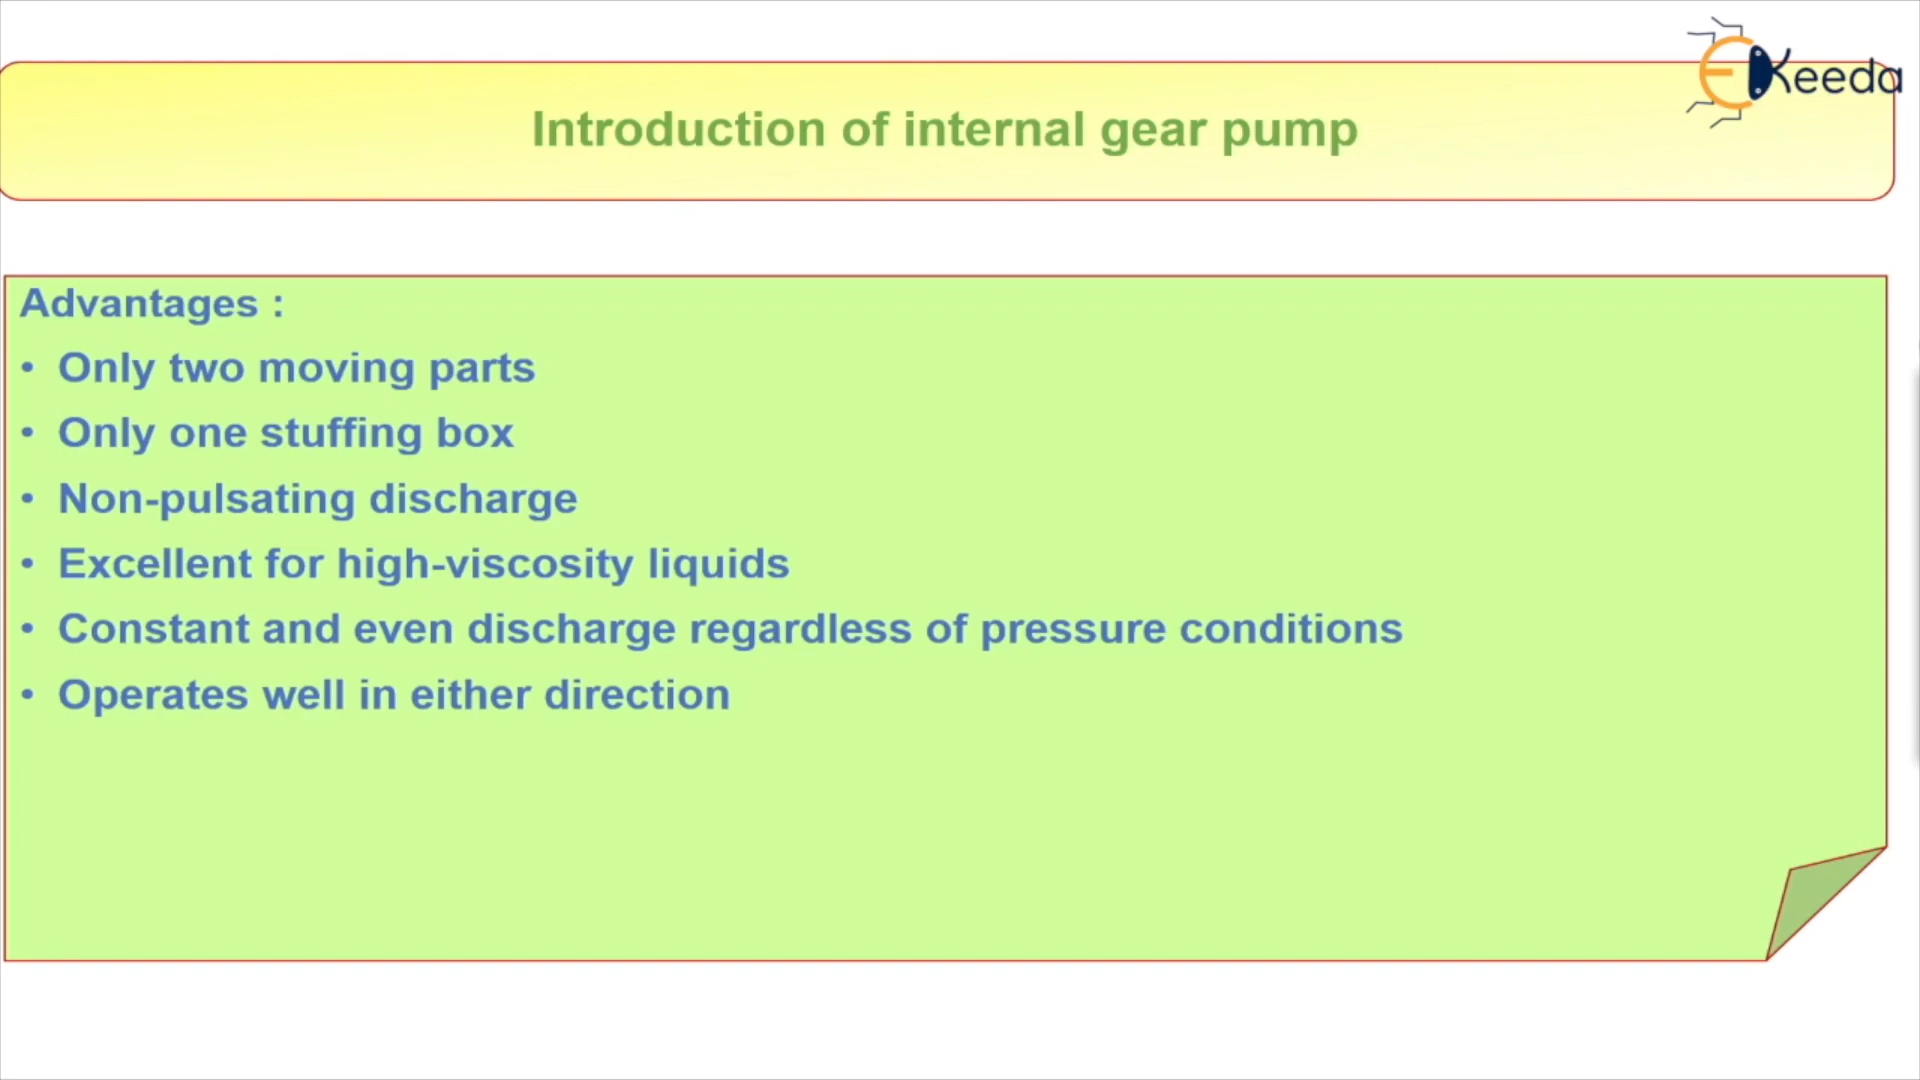 EKeeda
Introduction of internal gear pump
Advantages :
• Only two moving parts
• Only one stuffing box
• Non-pulsating discharge
• Excellent for high-viscosity liquids
• Constant and even discharge regardless of pressure conditions
• Operates well in either direction